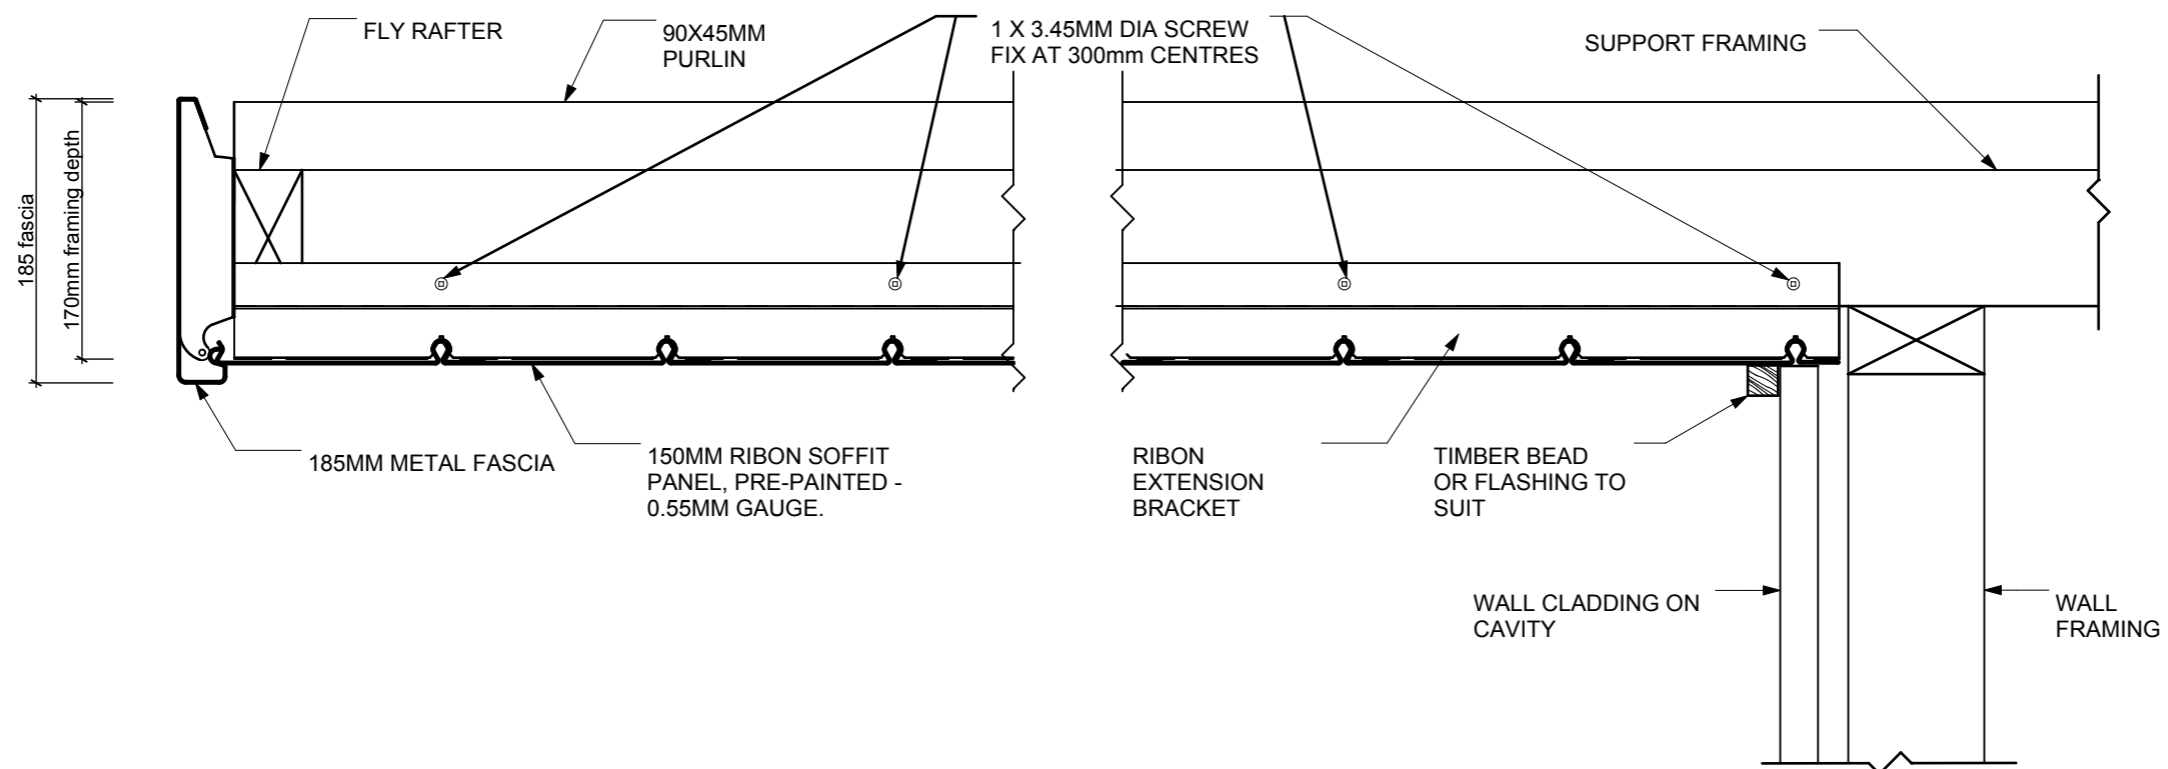 FLY RAFTER
90X45MM
PURLIN
1 X 3.45MM DIA SCREW
FIX AT 300mm CENTRES
SUPPORT FRAMING
185 fascia
170mm framing depth
185MM METAL FASCIA
150MM RIBON SOFFIT
PANEL, PRE-PAINTED -
0.55MM GAUGE.
RIBON
EXTENSION
BRACKET
TIMBER BEAD
OR FLASHING TO
SUIT
WALL CLADDING ON
CAVITY
WALL
FRAMING